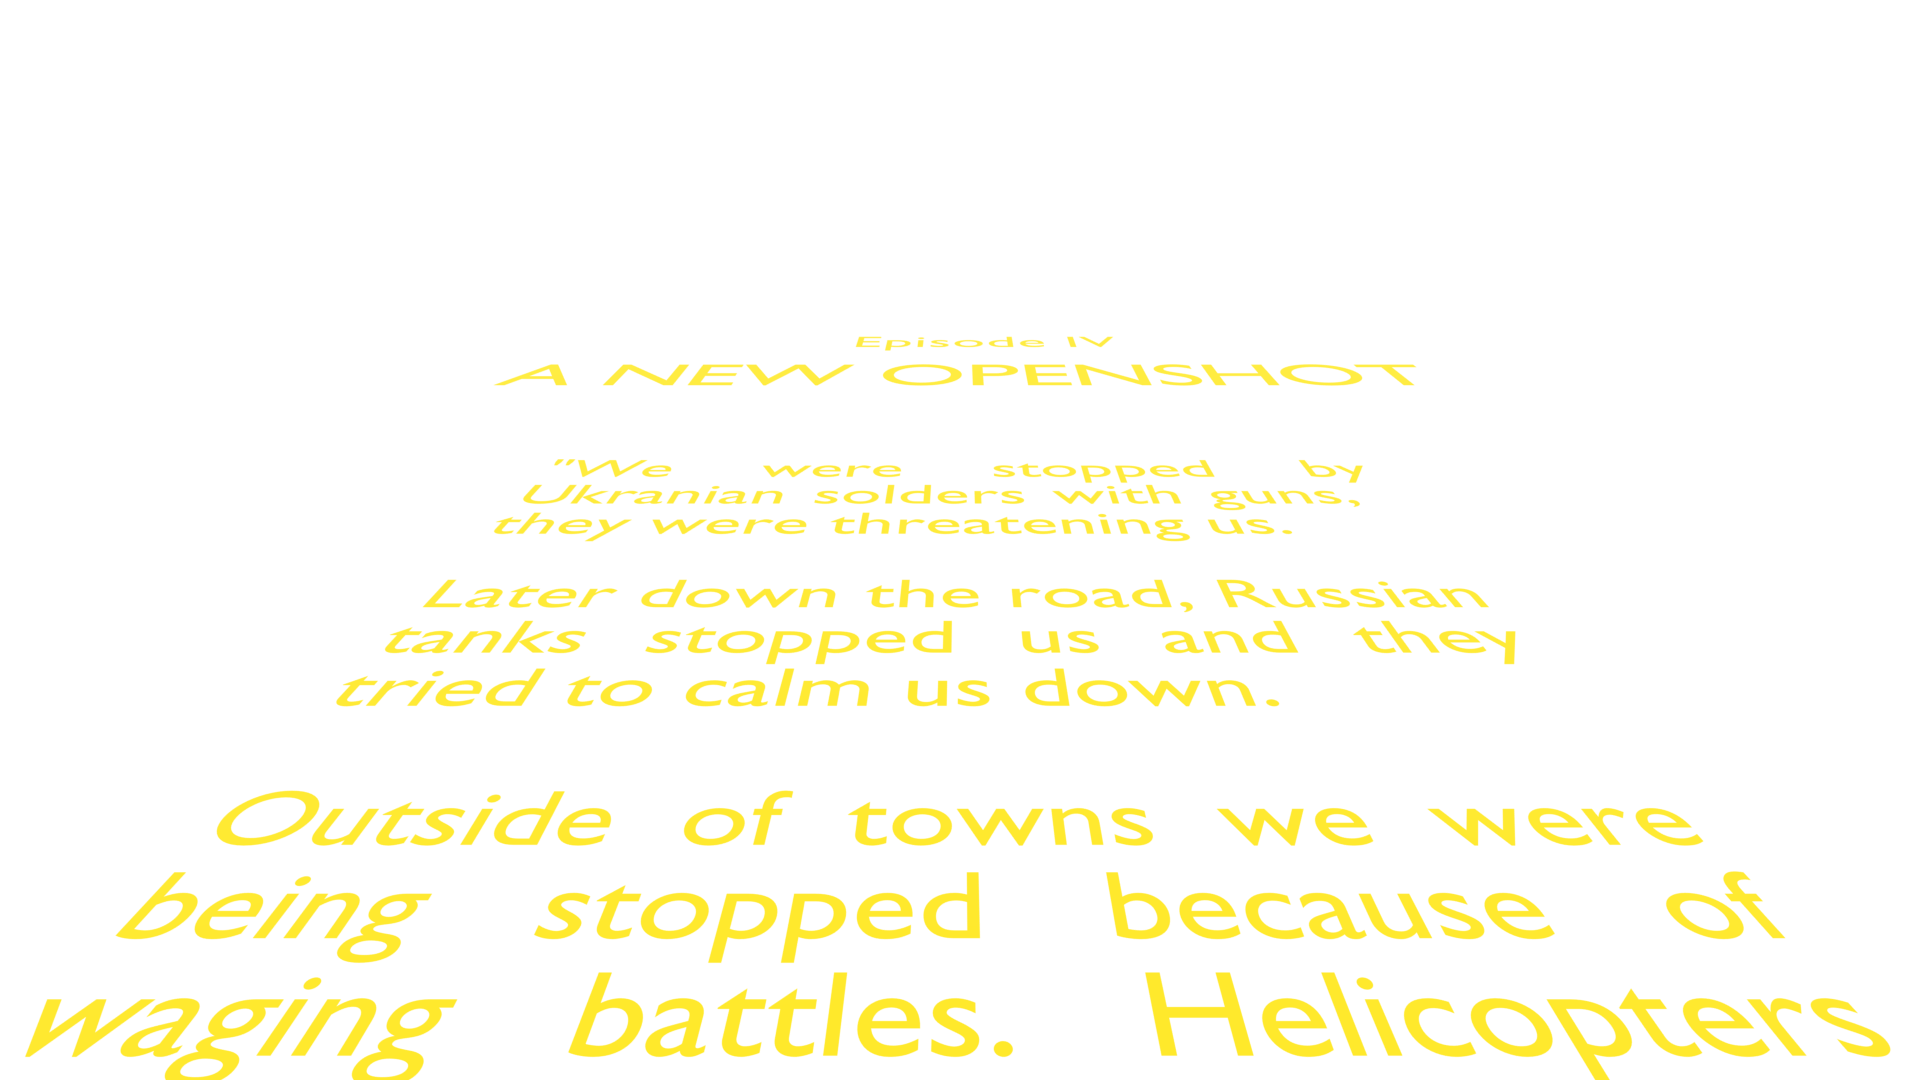 Episode IV
A NEW OPENSHOT
"We were stopped by
Ukranian solders with guns,
they were threatening us.
Later down the road, Russian
tanks stopped us and they
tried to calm us down.
Outside of towns we were
being stopped because of
waging battles. Helicopters